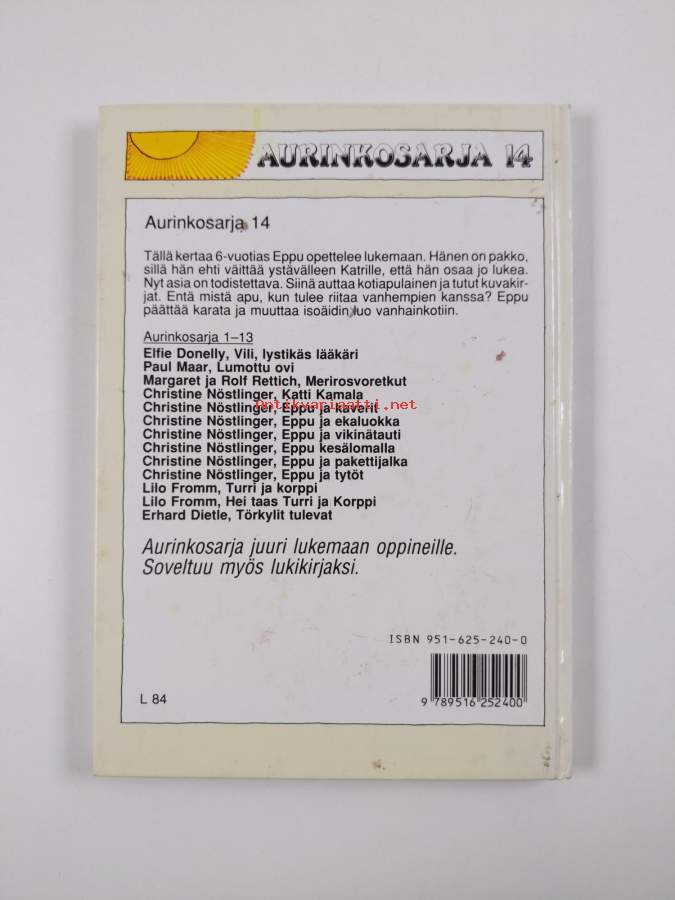 AURINKOSARJA 14
Aurinkosarja 14
Tällä kertaa 6-vuotias Eppu opettelee lukemaan. Hänen on pakko,
sillä hän ehti väittää ystävälleen Katrille, että hän osaa jo lukea.
Nyt asia on todistettava. Siinä auttaa kotiapulainen ja tutut kuvakir-
jat. Entä mistä apu, kun tulee riitaa vanhempien kanssa? Eppu
päättää karata ja muuttaa isoäidin luo vanhainkotiin.
Aurinkosarja 1–13
Elfie Donelly, Vili, lystikäs lääkäri
Paul Maar, Lumottu ovi
Margaret ja Rolf Rettich, Merirosvoretkut
Christine Nöstlinger, Katti Kamala
Christine Nöstlinger, Eppu ja kaverit
Antikvariaatti.net
Christine Nöstlinger, Eppu ja ekaluokka
Christine Nöstlinger, Eppu ja vikinätauti
Christine Nöstlinger, Eppu kesälomalla
Christine Nöstlinger, Eppu ja pakettijalka
Christine Nöstlinger, Eppu ja tytöt
Lilo Fromm, Turri ja korppi
Lilo Fromm, Hei taas Turri ja Korppi
Erhard Dietle, Törkylit tulevat
Aurinkosarja juuri lukemaan oppineille.
Soveltuu myös lukikirjaksi.
ISBN 951-625-240-0
L 84
9 789516 252400